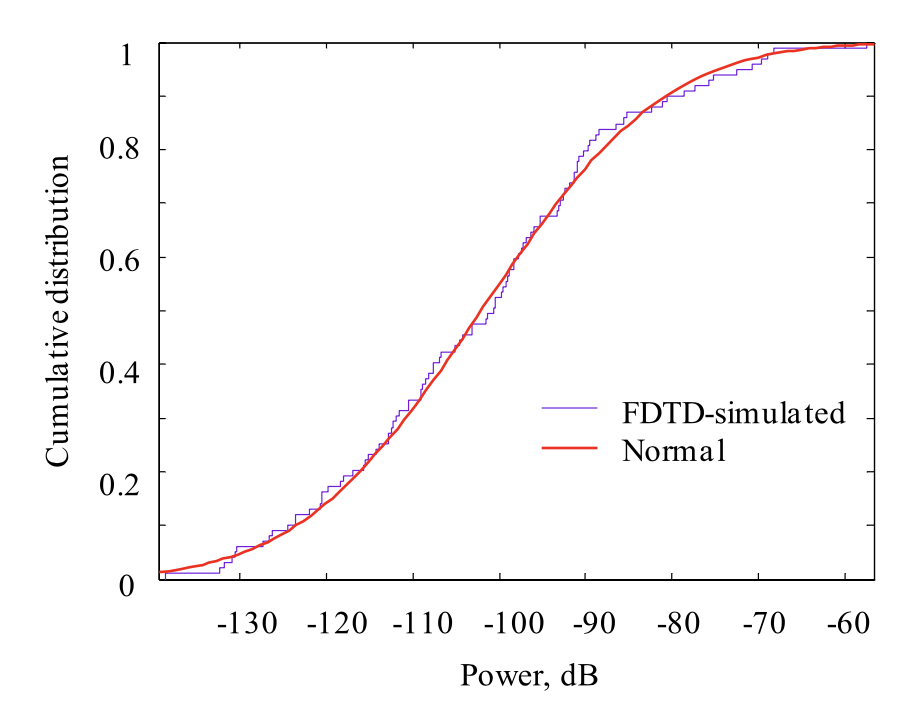 1
0.8
0.6
0.4
0.2
0
Cumulative distribution
FDTD-simulated
Normal
-130 -120 -110 -100 -90 -80 -70 -60
Power, dB